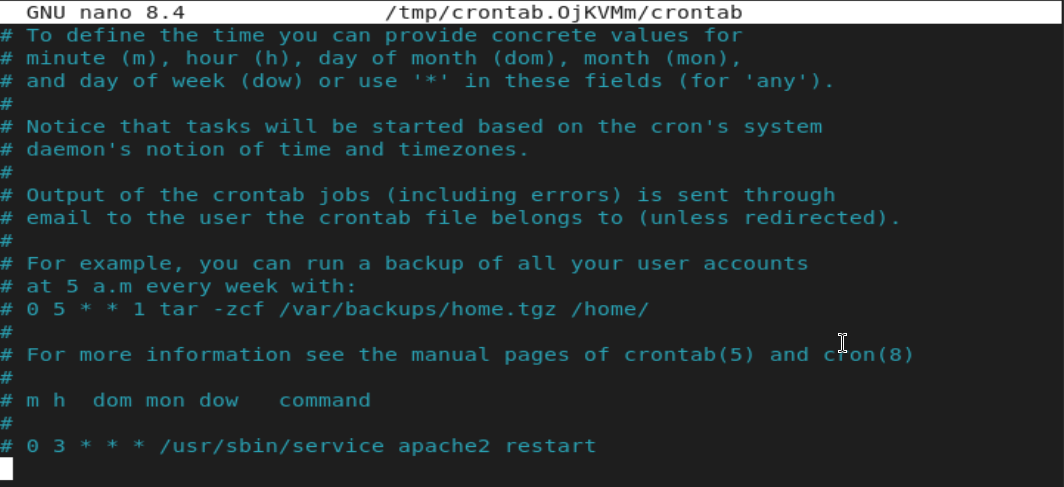 GNU nano 8.4 /tmp/crontab.OjKVMm/crontab
# To define the time you can provide concrete values for
# minute (m), hour (h), day of month (dom), month (mon),
# and day of week (dow) or use '*' in these fields (for 'any').
#
# Notice that tasks will be started based on the cron's system
# daemon's notion of time and timezones.
#
# Output of the crontab jobs (including errors) is sent through
# email to the user the crontab file belongs to (unless redirected).
#
# For example, you can run a backup of all your user accounts
# at 5 a.m every week with:
# 0 5 * * 1 tar -zcf /var/backups/home.tgz /home/
#
# For more information see the manual pages of crontab(5) and cron(8)
#
# m h  dom mon dow   command
#
# 0 3 * * * /usr/sbin/service apache2 restart